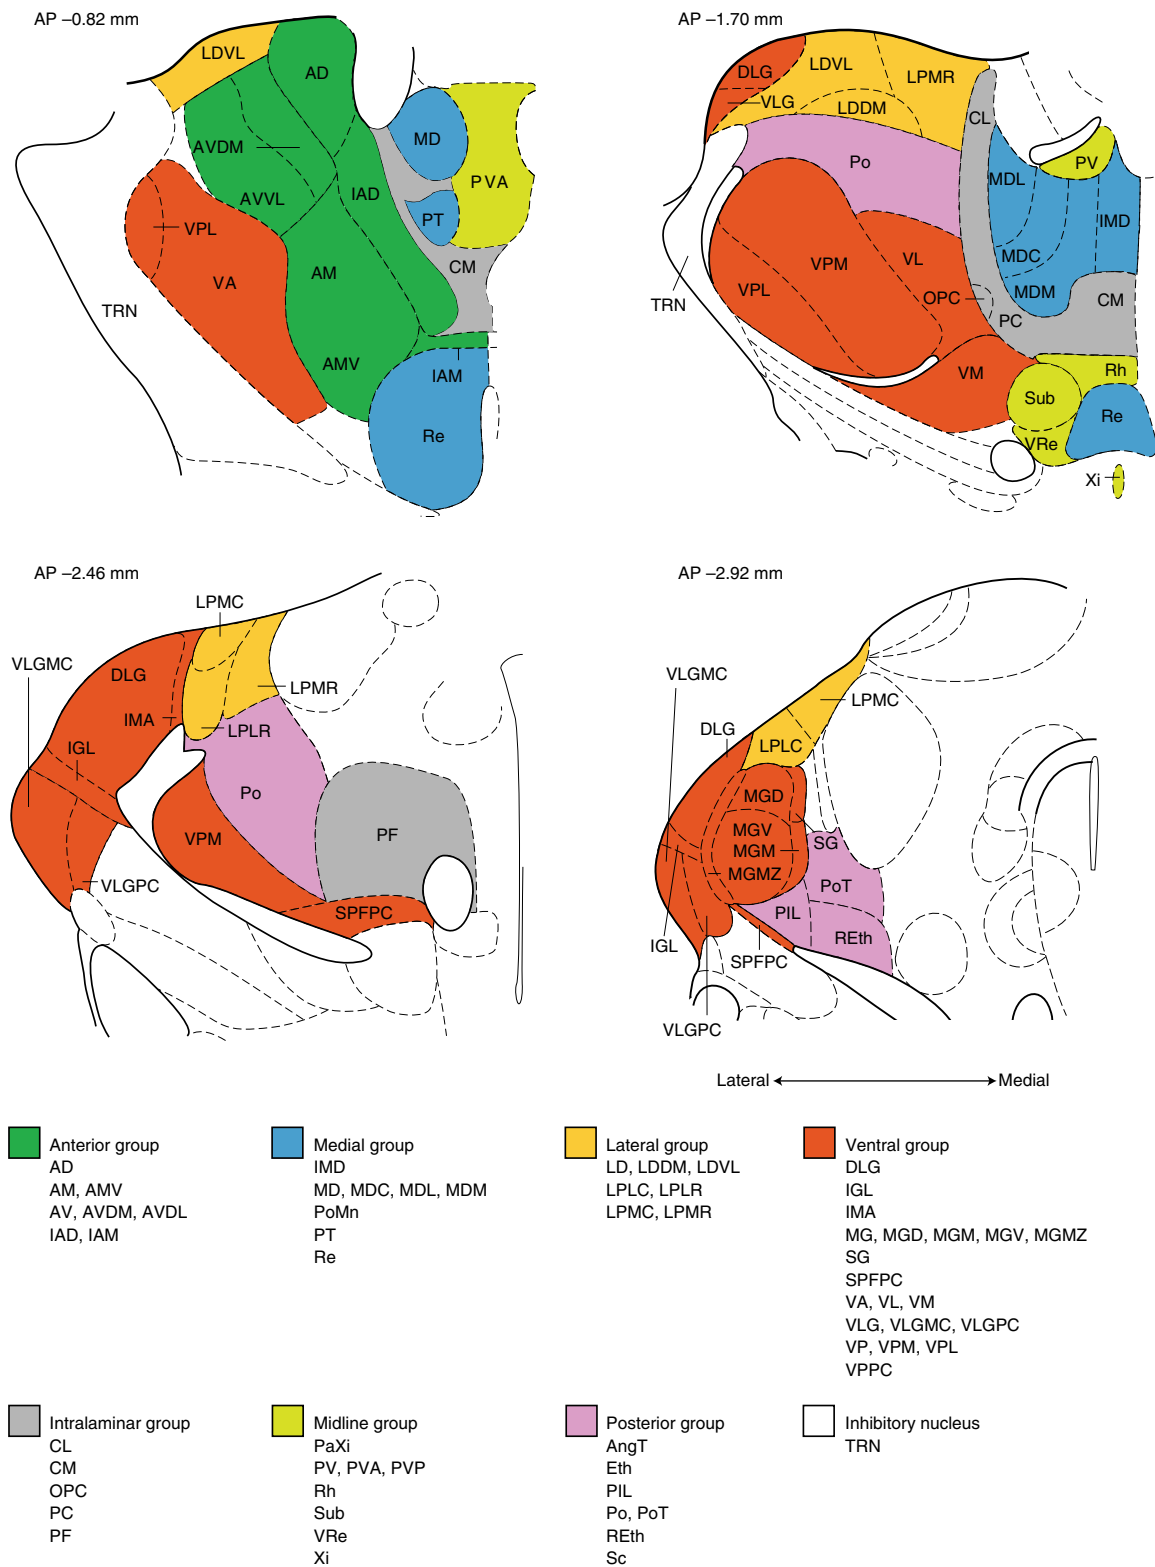 AP –0.82 mm
LDVL
AD
MD
AVDM
PVA
IAD
AVVL
PT
VPL
CM
AM
VA
TRN
AMV
IAM
Re
AP –1.70 mm
DLG
LDVL
LPMR
VLG
LDDM
CL
Po
PV
MDL
IMD
VL
MDC
VPM
VPL
MDM
OPC
CM
TRN
PC
VM
Rh
Sub
Re
VRe
Xi
AP –2.46 mm
LPMC
VLGMC
DLG
LPMR
IMA
LPLR
IGL
Po
VPM
PF
VLGPC
SPFPC
AP –2.92 mm
VLGMC
LPMC
DLG
LPLC
MGD
MGV
SG
MGM
MGMZ
PoT
PIL
REth
IGL
SPFPC
VLGPC
Lateral Medial
Anterior group
AD
AM, AMV
AV, AVDM, AVDL
IAD, IAM
Medial group
IMD
MD, MDC, MDL, MDM
PoMn
PT
Re
Lateral group
LD, LDDM, LDVL
LPLC, LPLR
LPMC, LPMR
Ventral group
DLG
IGL
IMA
MG, MGD, MGM, MGV, MGMZ
SG
SPFPC
VA, VL, VM
VLG, VLGMC, VLGPC
VP, VPM, VPL
VPPC
Intralaminar group
CL
CM
OPC
PC
PF
Midline group
PaXi
PV, PVA, PVP
Rh
Sub
VRe
Xi
Posterior group
AngT
Eth
PIL
Po, PoT
REth
Sc
Inhibitory nucleus
TRN